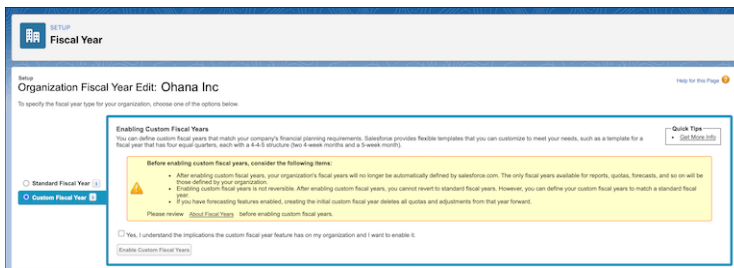 SETUP
Fiscal Year
Setup
Organization Fiscal Year Edit: Ohana Inc
Help for this Page
To specify the fiscal year type for your organization, choose one of the options below.
Enabling Custom Fiscal Years
Quick Tips
You can define custom fiscal years that match your company's financial planning requirements. Salesforce provides flexible templates that you can customize to meet your needs, such as a template for a
Get More Info
fiscal year that has four equal quarters, each with a 4-4-5 structure (two 4-week months and a 5-week month).
Before enabling custom fiscal years, consider the following items:
After enabling custom fiscal years, your organization's fiscal years will no longer be automatically defined by salesforce.com. The only fiscal years available for reports, quotas, forecasts, and so on will be
those defined by your organization.
Enabling custom fiscal years is not reversible. After enabling custom fiscal years, you cannot revert to standard fiscal years. However, you can define your custom fiscal years to match a standard fiscal
year.
If you have forecasting features enabled, creating the initial custom fiscal year deletes all quotas and adjustments from that year forward.
Please review About Fiscal Years before enabling custom fiscal years.
Standard Fiscal Year i
Custom Fiscal Year i
Yes, I understand the implications the custom fiscal year feature has on my organization and I want to enable it.
Enable Custom Fiscal Years